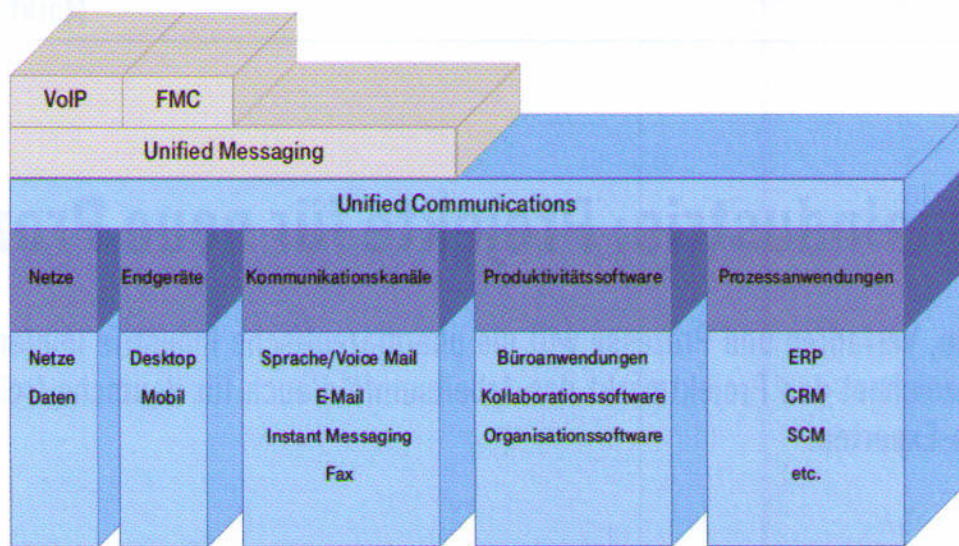 VoIP FMC
Unified Messaging
Unified Communications
Netze Endgeräte Kommunikationskanäle Produktivitätssoftware Prozessanwendungen
Netze Desktop Sprache/Voice Mail Büroanwendungen ERP
Daten Mobil E-Mail Kollaborationssoftware CRM
Instant Messaging Organisationssoftware SCM
Fax etc.